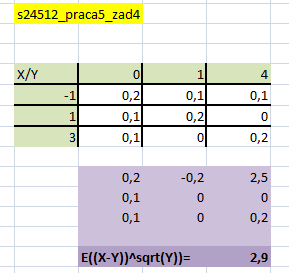 s24512_praca5_zad4
X/Y 0 1 4
-1 0,2 0,1 0,1
1 0,1 0,2 0
3 0,1 0 0,2
0,2 -0,2 2,5
0,1 0 0
0,1 0 0,2
E((X-Y))^sqrt(Y))= 2,9